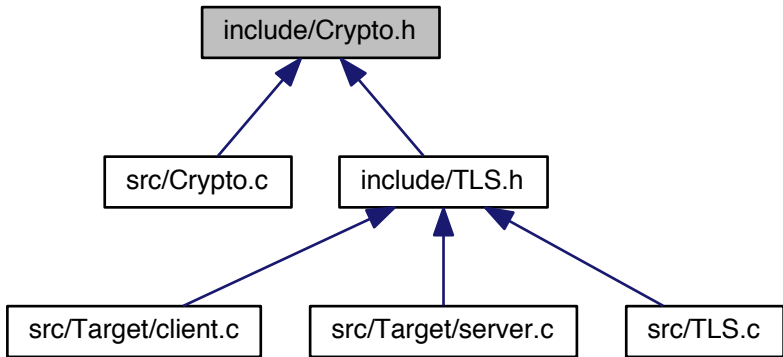 include/Crypto.h
src/Crypto.c
include/TLS.h
src/Target/client.c
src/Target/server.c
src/TLS.c